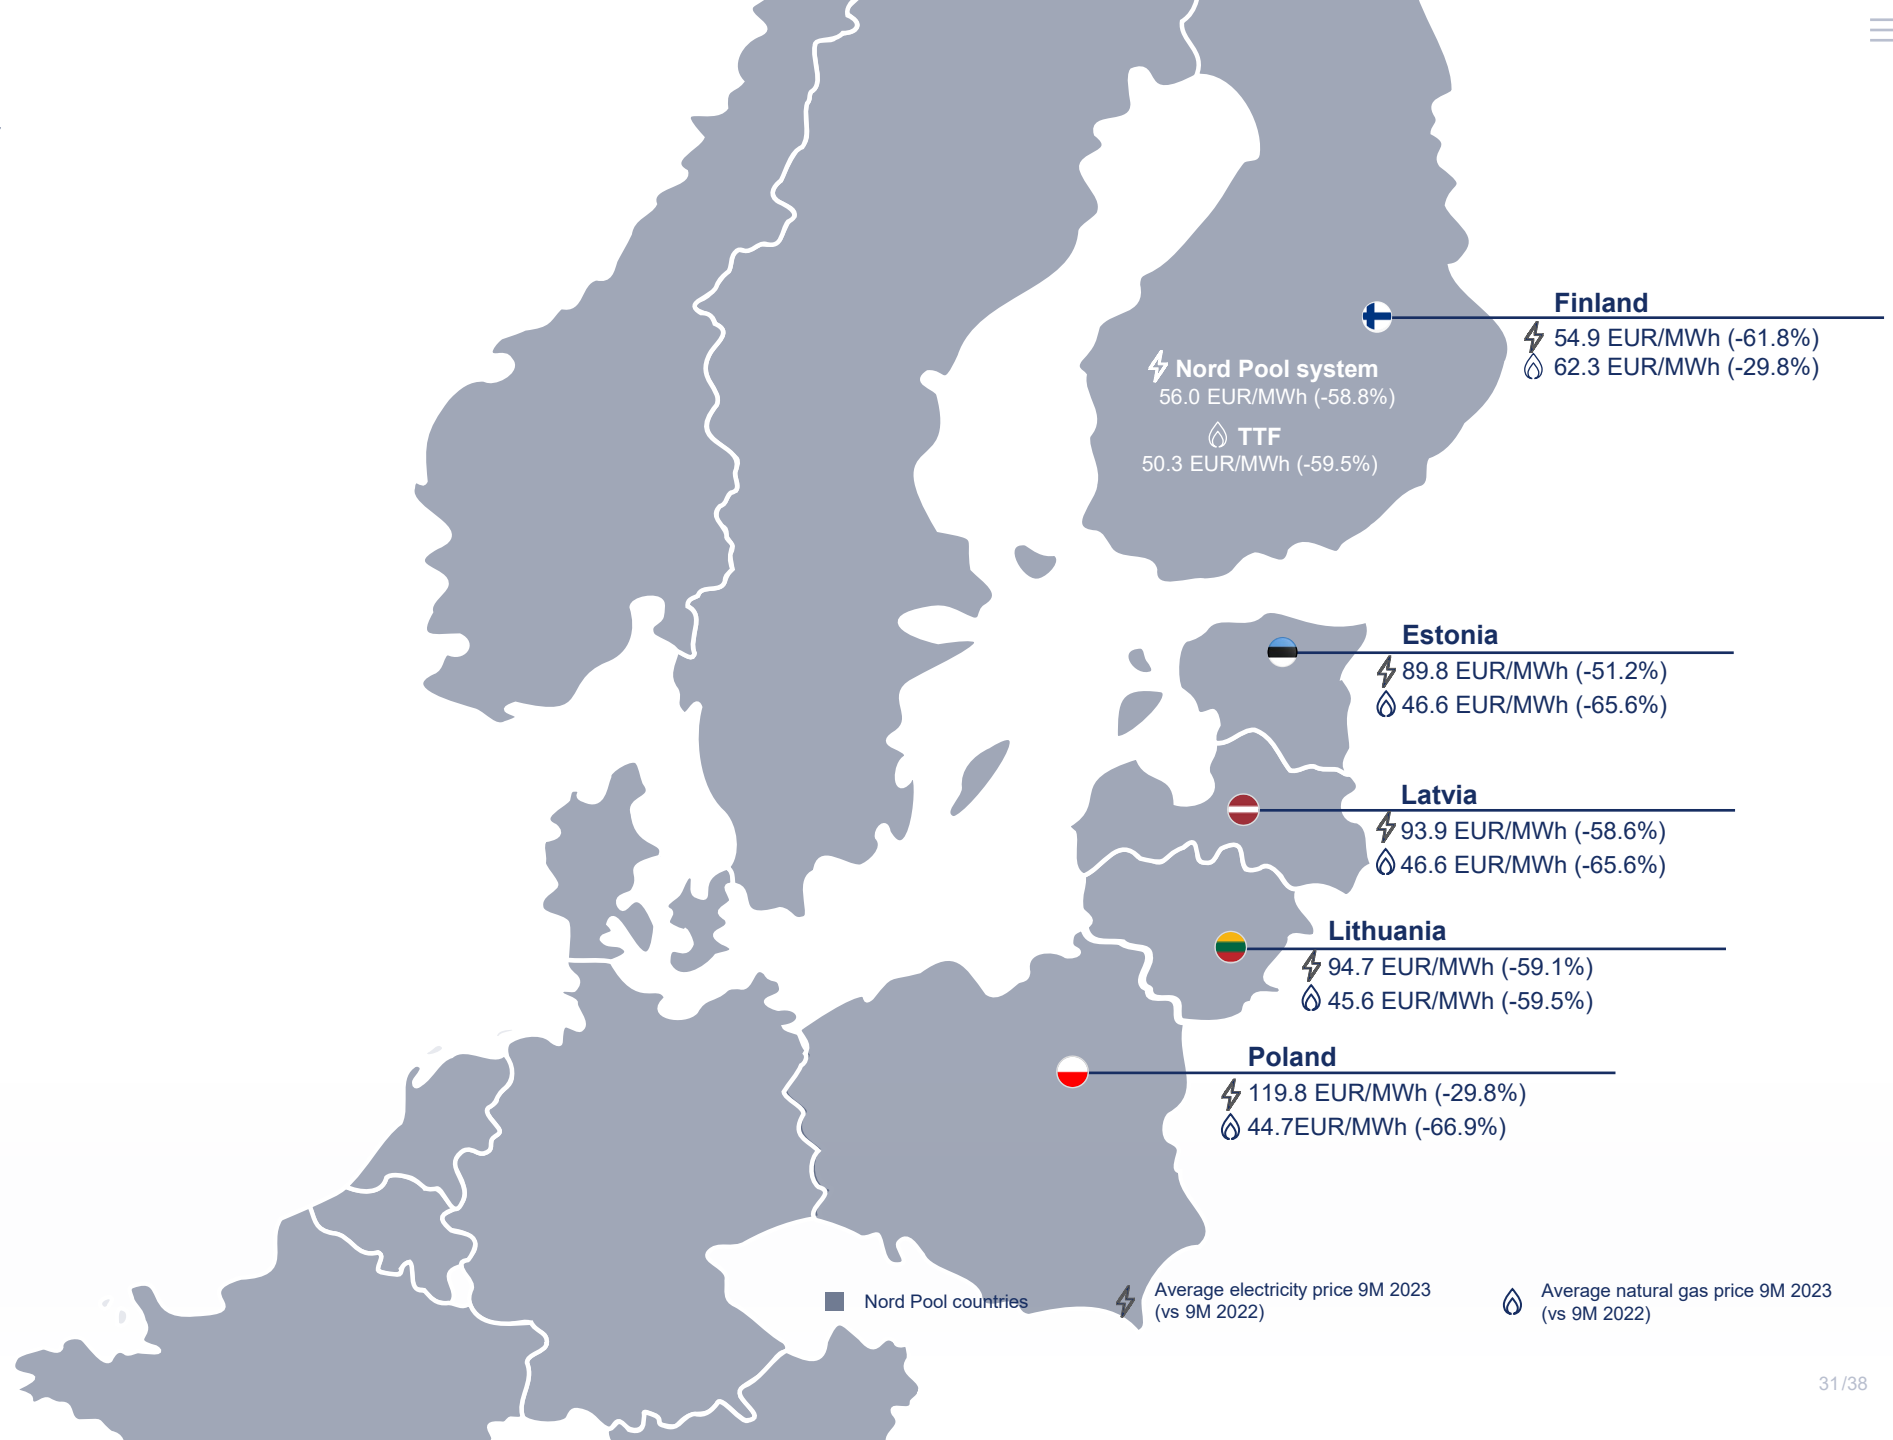 Finland
54.9 EUR/MWh (-61.8%)
62.3 EUR/MWh (-29.8%)
Nord Pool system
56.0 EUR/MWh (-58.8%)
TTF
50.3 EUR/MWh (-59.5%)
Estonia
89.8 EUR/MWh (-51.2%)
46.6 EUR/MWh (-65.6%)
Latvia
93.9 EUR/MWh (-58.6%)
46.6 EUR/MWh (-65.6%)
Lithuania
94.7 EUR/MWh (-59.1%)
45.6 EUR/MWh (-59.5%)
Poland
119.8 EUR/MWh (-29.8%)
44.7EUR/MWh (-66.9%)
Nord Pool countries
Average electricity price 9M 2023
(vs 9M 2022)
Average natural gas price 9M 2023
(vs 9M 2022)
31/38